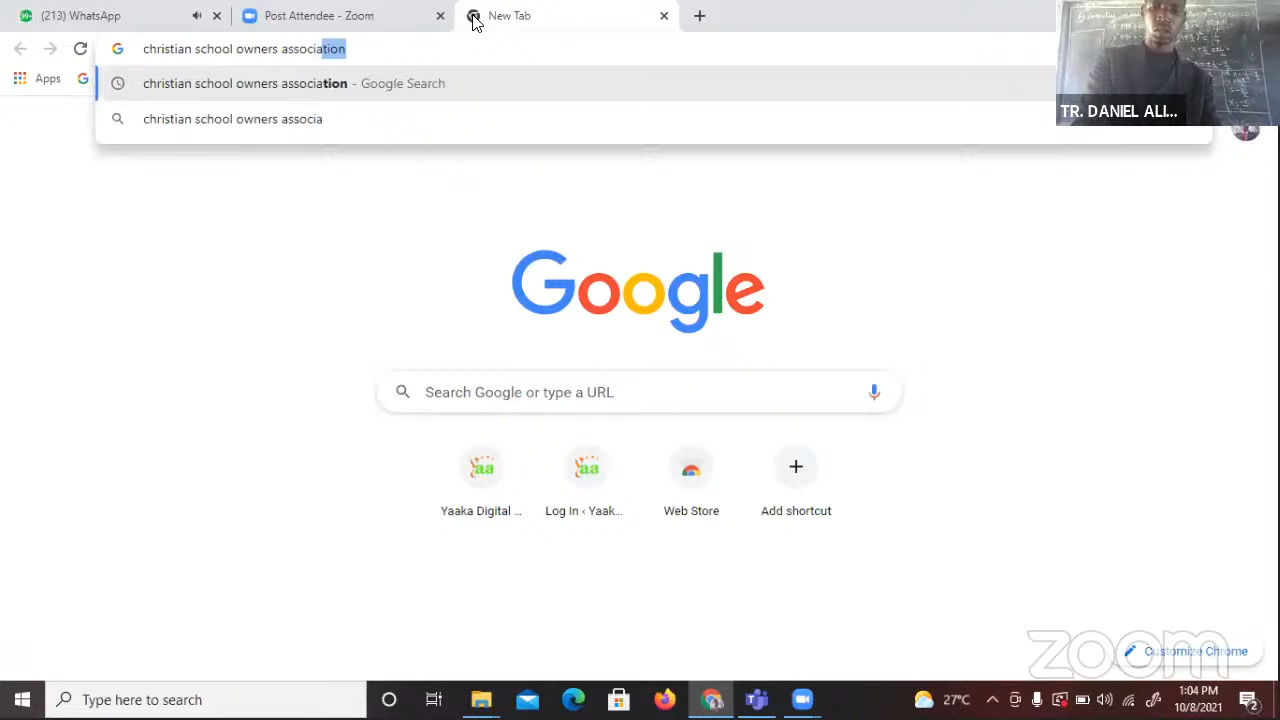 99+ (213) WhatsApp
Post Attendee - Zoom
New Tab
christian school owners association
Apps
christian school owners association - Google Search
christian school owners associa
TR. DANIEL ALI...
Google
Search Google or type a URL
Yaaka Digital ...
Log In ‹ Yaak...
Web Store
Add shortcut
zoom
Customize Chrome
Type here to search
27°C
1:04 PM
10/8/2021
2